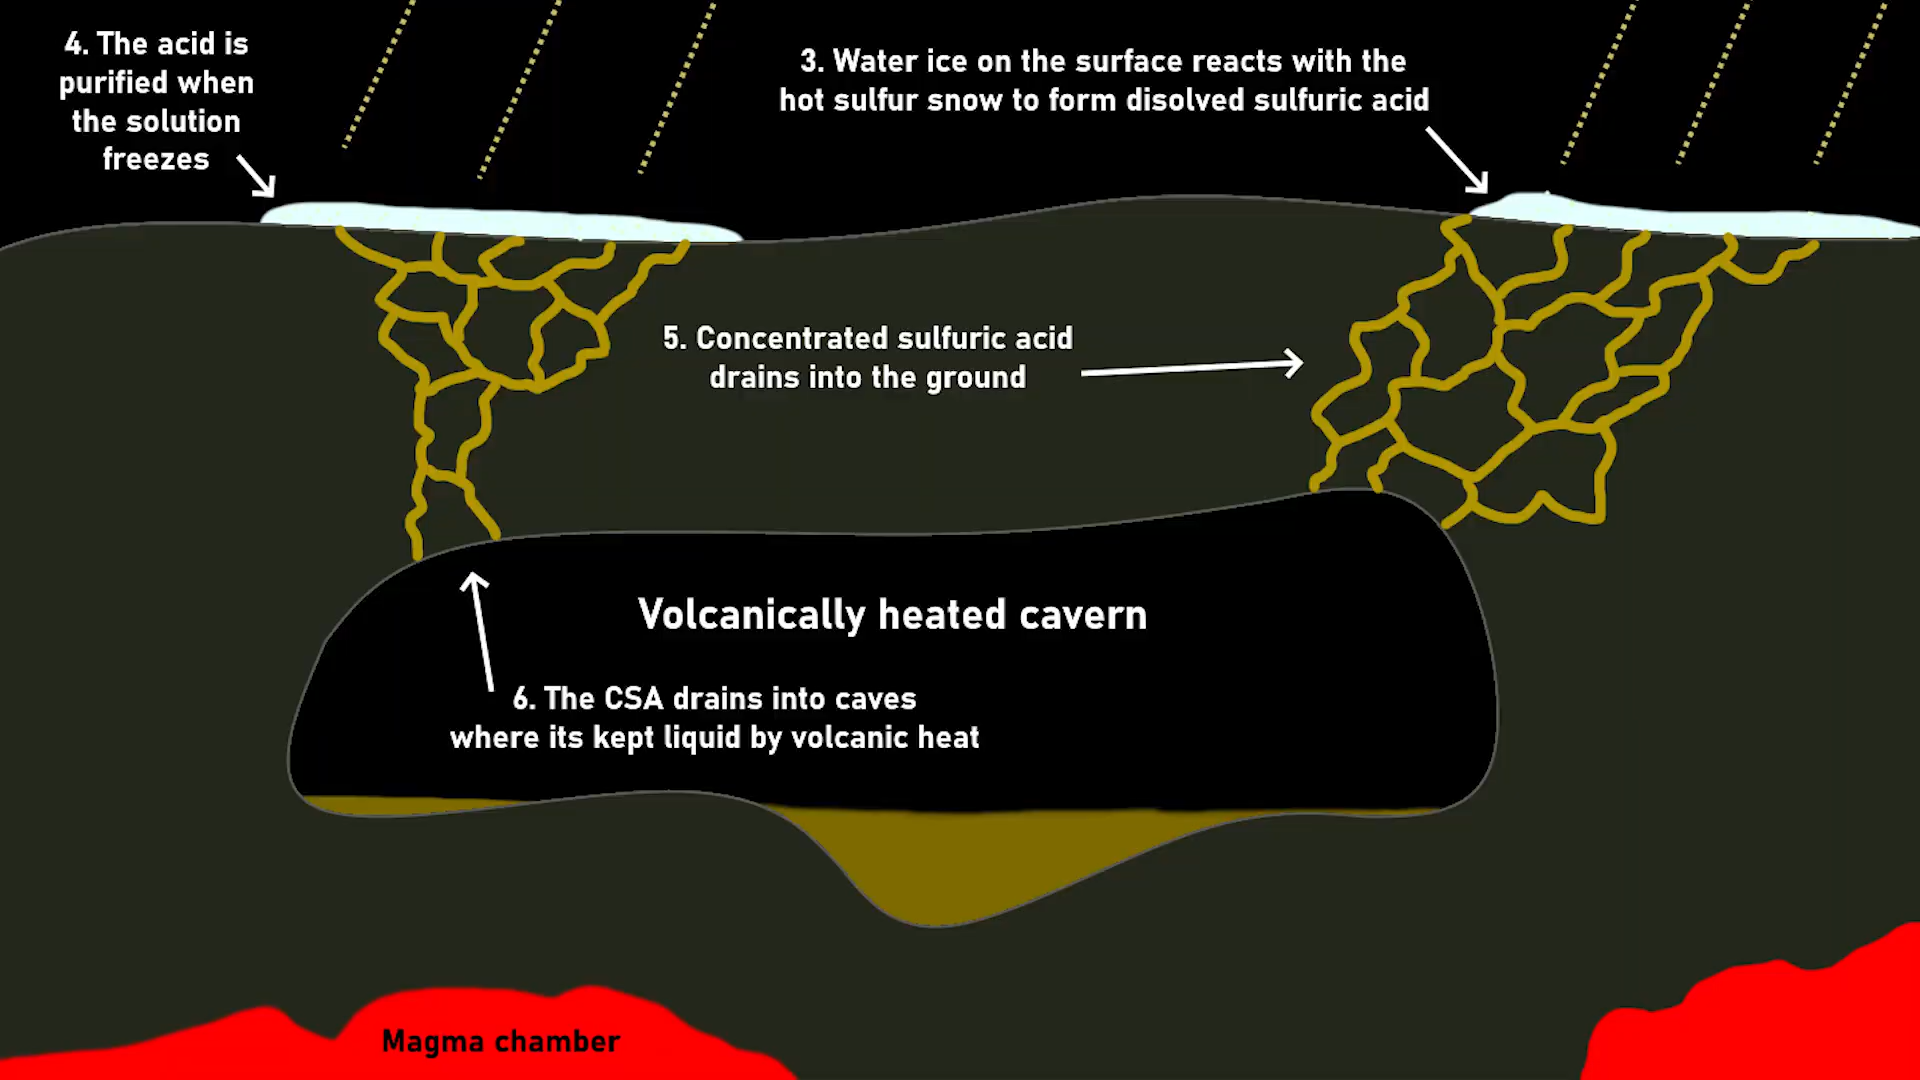 4. The acid is
purified when
the solution
freezes
3. Water ice on the surface reacts with the
hot sulfur snow to form disolved sulfuric acid
5. Concentrated sulfuric acid
drains into the ground
Volcanically heated cavern
6. The CSA drains into caves
where its kept liquid by volcanic heat
Magma chamber